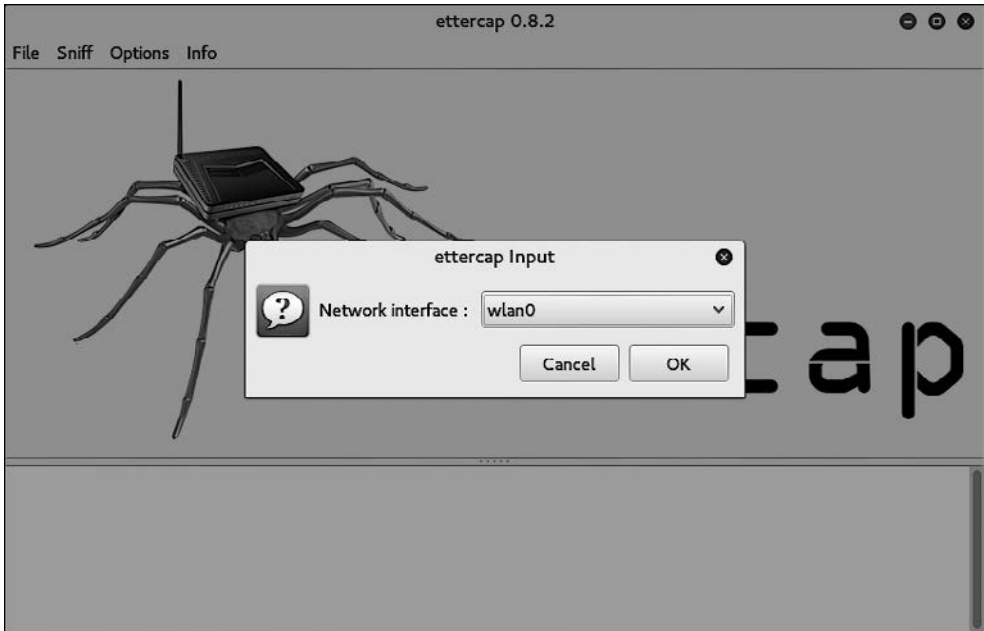 ettercap 0.8.2
File Sniff Options Info
ettercap Input
?
Network interface : wlan0
Cancel OK
cap